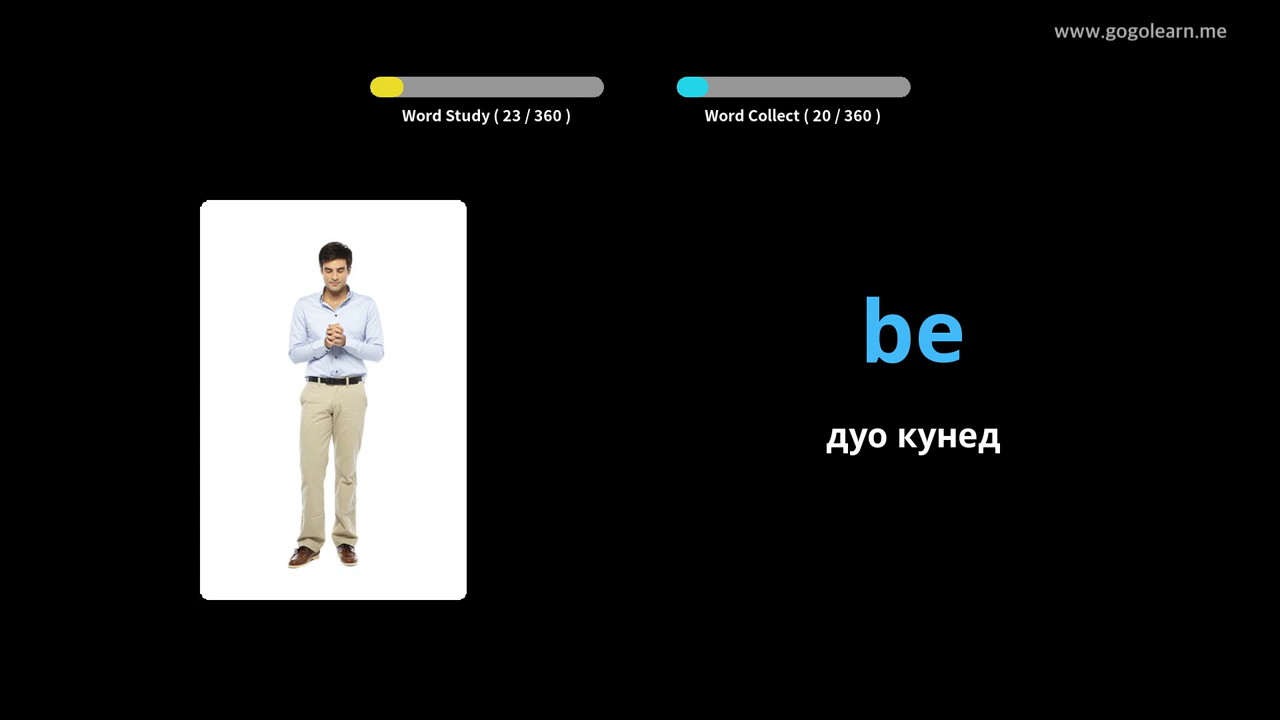 www.gogolearn.me
Word Study ( 23 / 360 )
Word Collect ( 20 / 360 )
be
дуо кунед